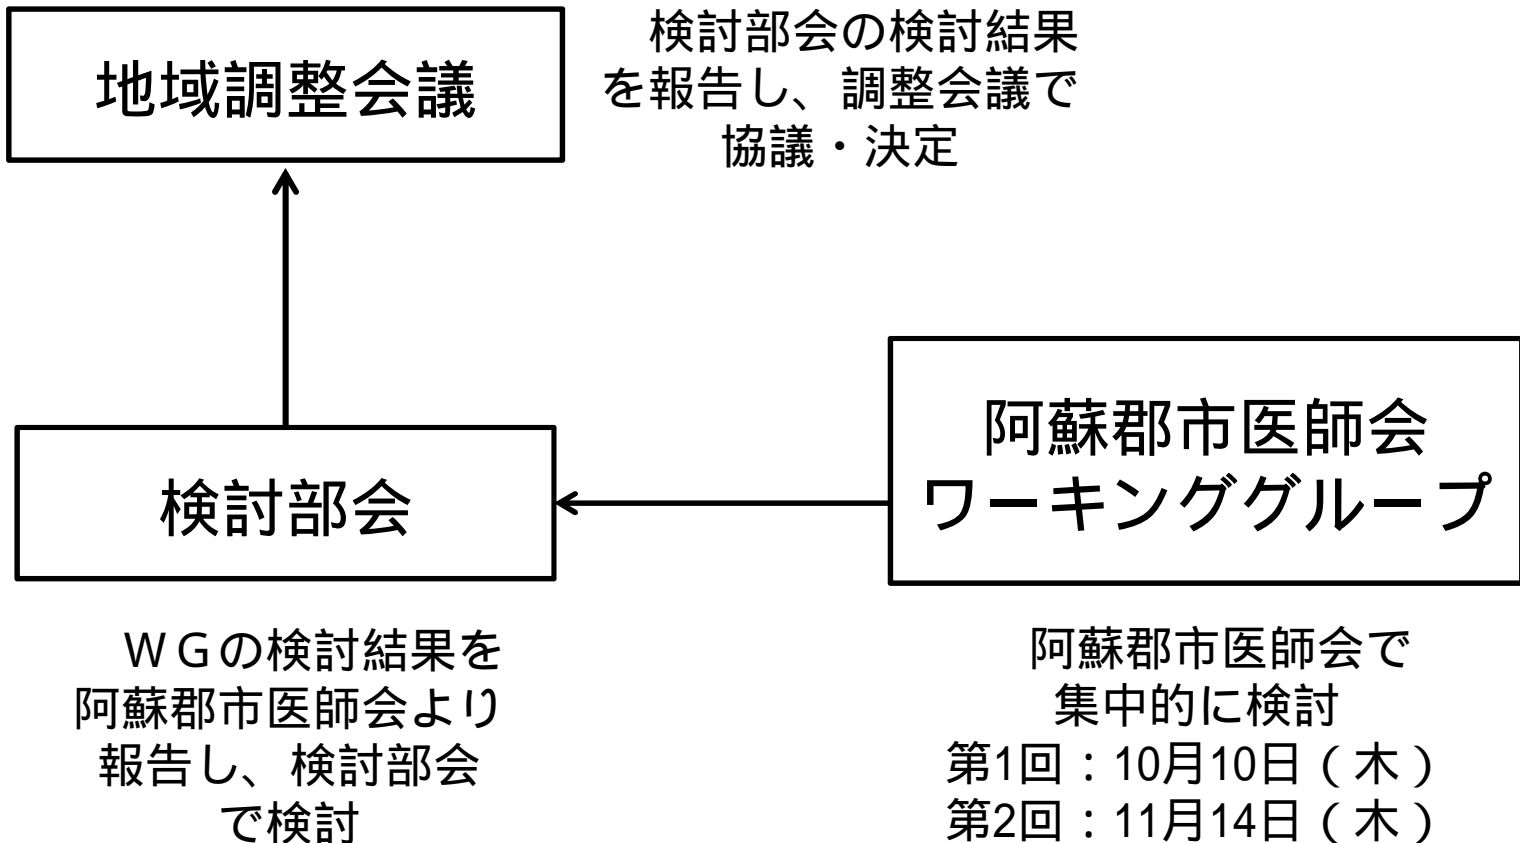 地域調整会議
検討部会の検討結果
を報告し、調整会議で
協議・決定
検討部会
阿蘇郡市医師会
ワーキンググループ
ＷＧの検討結果を
阿蘇郡市医師会より
報告し、検討部会
で検討
阿蘇郡市医師会で
集中的に検討
第1回：10月10日（木）
第2回：11月14日（木）